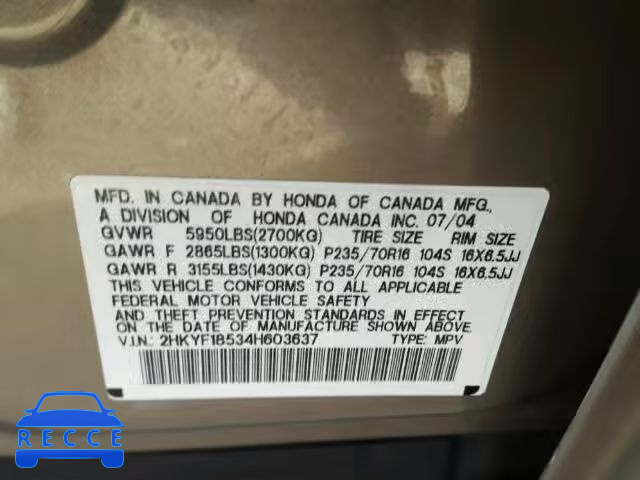 MFD. IN CANADA BY HONDA OF CANADA MFG.,
A DIVISION OF HONDA CANADA INC. 07/04
GVWR 5950LBS(2700KG) TIRE SIZE RIM SIZE
GAWR F 2865LBS(1300KG) P235/70R16 104S 16X6.5JJ
GAWR R 3155LBS(1430KG) P235/70R16 104S 16X6.5JJ
THIS VEHICLE CONFORMS TO ALL APPLICABLE
FEDERAL MOTOR VEHICLE SAFETY
AND THEFT PREVENTION STANDARDS IN EFFECT
ON THE DATE OF MANUFACTURE SHOWN ABOVE.
V.I.N.: 2HKYF18534H603637 TYPE: MPV
RECCE